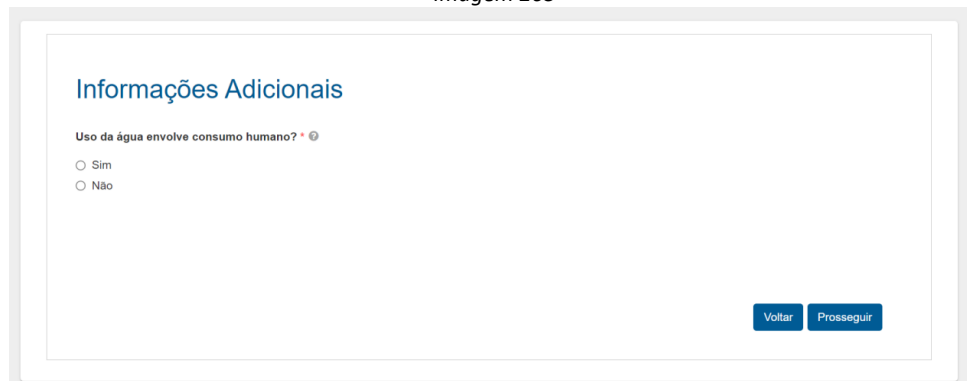 Informações Adicionais
Uso da água envolve consumo humano? *
Sim
Não
Voltar Prosseguir